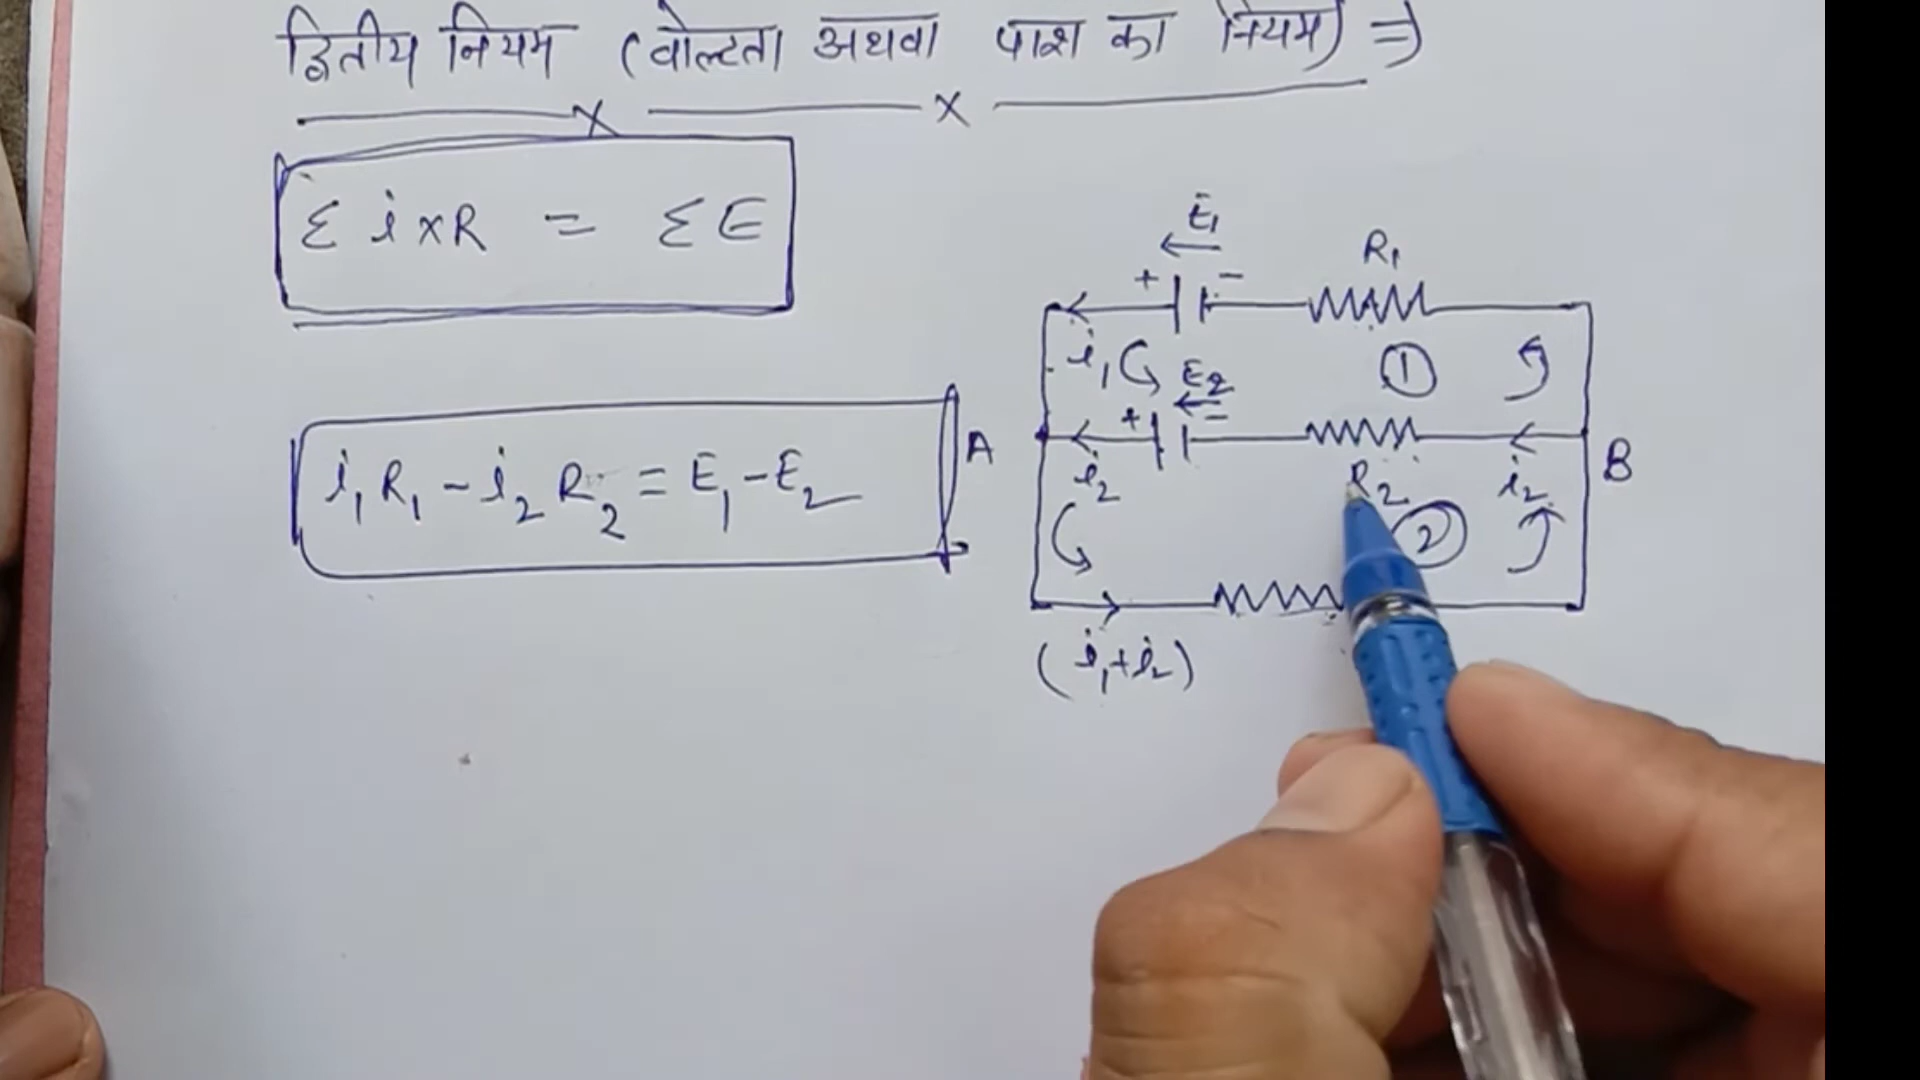 द्वितीय नियम (वोल्टता अथवा पाश का नियम) ⇒
Σ i×R = ΣE
E₁
R₁
+ -
i₁
①
E₂
+ -
i₁R₁ - i₂R₂ = E₁ - E₂
A
B
i₂
R₂
i₂
②
(i₁+i₂)